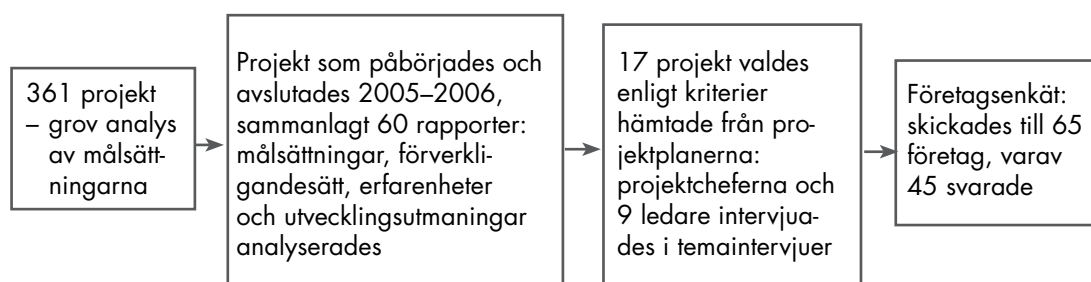 361 projekt
– grov analys
av målsätt-
ningarna
Projekt som påbörjades och
avslutades 2005–2006,
sammanlagt 60 rapporter:
målsättningar, förverkli-
gandesätt, erfarenheter
och utvecklingsutmaningar
analyserades
17 projekt valdes
enligt kriterier
hämtade från pro-
jektplanerna:
projektcheferna och
9 ledare intervjua-
des i temaintervjuer
Företagsenkät:
skickades till 65
företag, varav
45 svarade